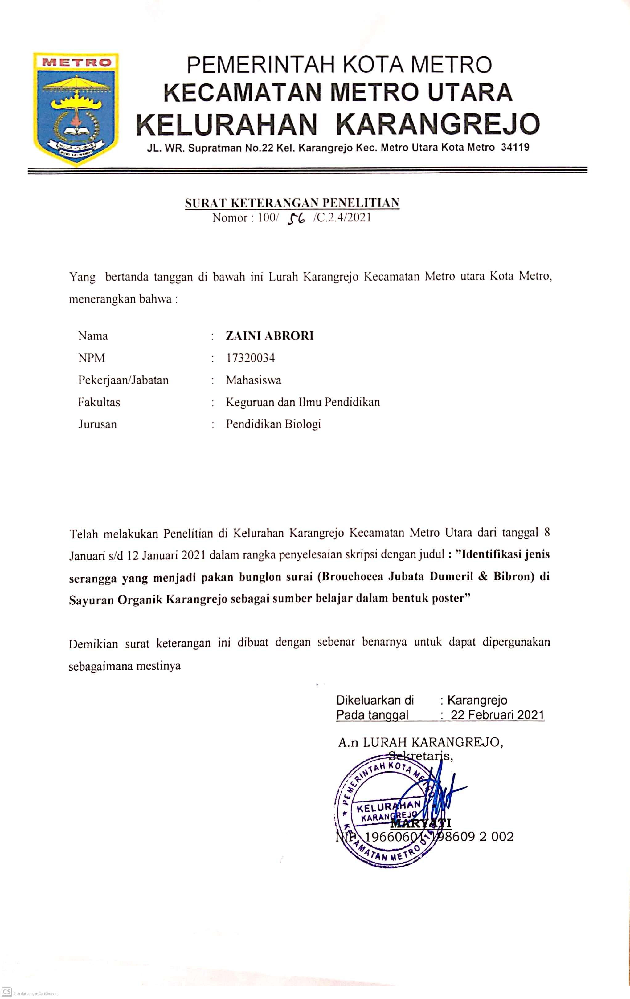 METRO
PEMERINTAH KOTA METRO
KECAMATAN METRO UTARA
KELURAHAN KARANGREJO
JL. WR. Supratman No.22 Kel. Karangrejo Kec. Metro Utara Kota Metro 34119
SURAT KETERANGAN PENELITIAN
Nomor : 100/ 56 /C.2.4/2021
Yang bertanda tanggan di bawah ini Lurah Karangrejo Kecamatan Metro utara Kota Metro,
menerangkan bahwa :
Nama : ZAINI ABRORI
NPM : 17320034
Pekerjaan/Jabatan : Mahasiswa
Fakultas : Keguruan dan Ilmu Pendidikan
Jurusan : Pendidikan Biologi
Telah melakukan Penelitian di Kelurahan Karangrejo Kecamatan Metro Utara dari tanggal 8
Januari s/d 12 Januari 2021 dalam rangka penyelesaian skripsi dengan judul : ”Identifikasi jenis
serangga yang menjadi pakan bunglon surai (Brouchocea Jubata Dumeril & Bibron) di
Sayuran Organik Karangrejo sebagai sumber belajar dalam bentuk poster”
Demikian surat keterangan ini dibuat dengan sebenar benarnya untuk dapat dipergunakan
sebagaimana mestinya
Dikeluarkan di : Karangrejo
Pada tanggal : 22 Februari 2021
A.n LURAH KARANGREJO,
Sekretaris,
PEMERINTAH KOTA METRO
KELURAHAN
KARANGREJO
KECAMATAN METRO UTARA
MARYATI
Nip. 19660601 198609 2 002
CS Dipindai dengan CamScanner